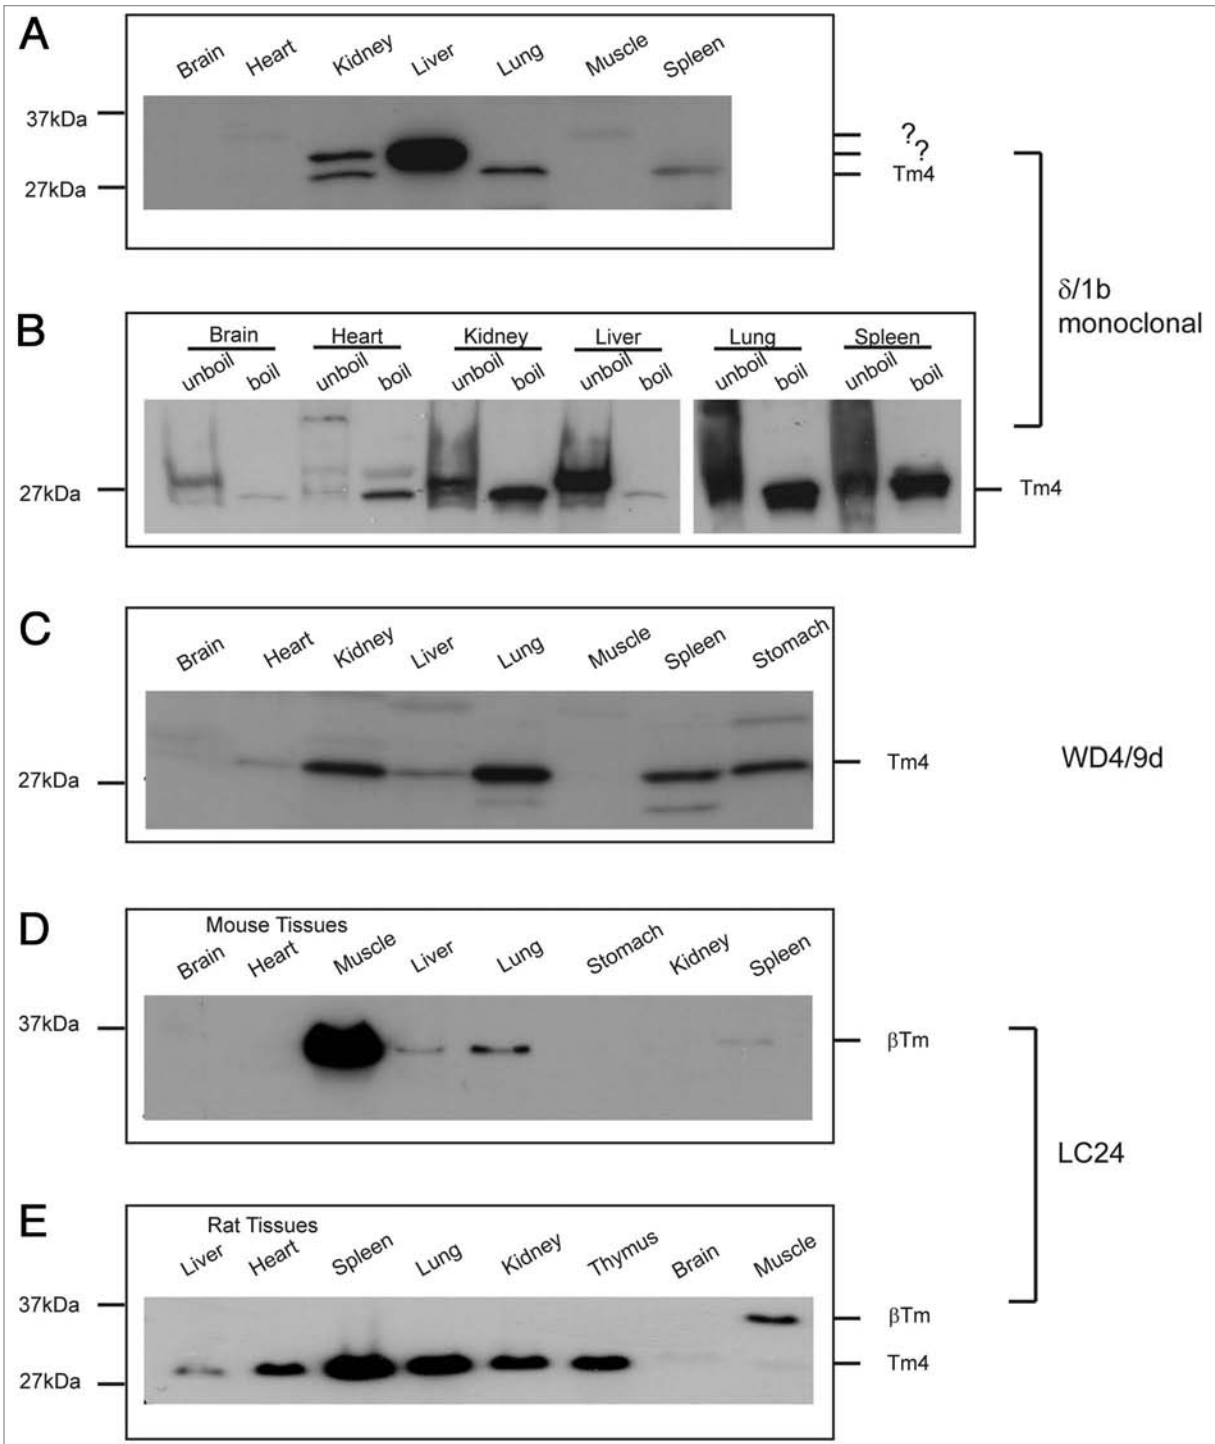 A
Brain Heart Kidney Liver Lung Muscle Spleen
37kDa
?
?
Tm4
27kDa
δ/1b
monoclonal
B
Brain Heart Kidney Liver Lung Spleen
unboil boil unboil boil unboil boil unboil boil unboil boil unboil boil
27kDa
Tm4
C
Brain Heart Kidney Liver Lung Muscle Spleen Stomach
Tm4
27kDa
WD4/9d
D
Mouse Tissues
Brain Heart Muscle Liver Lung Stomach Kidney Spleen
37kDa
βTm
LC24
E
Rat Tissues
Liver Heart Spleen Lung Kidney Thymus Brain Muscle
37kDa
βTm
Tm4
27kDa